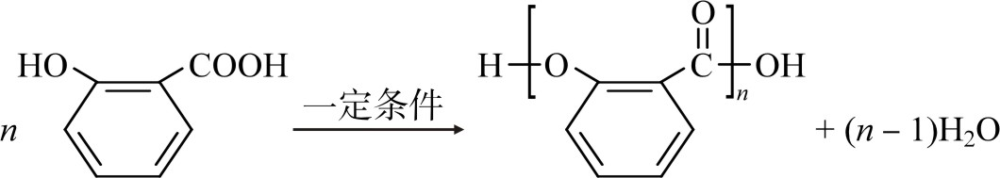 n HO COOH 一定条件 H O C O OH n + (n − 1)H₂O